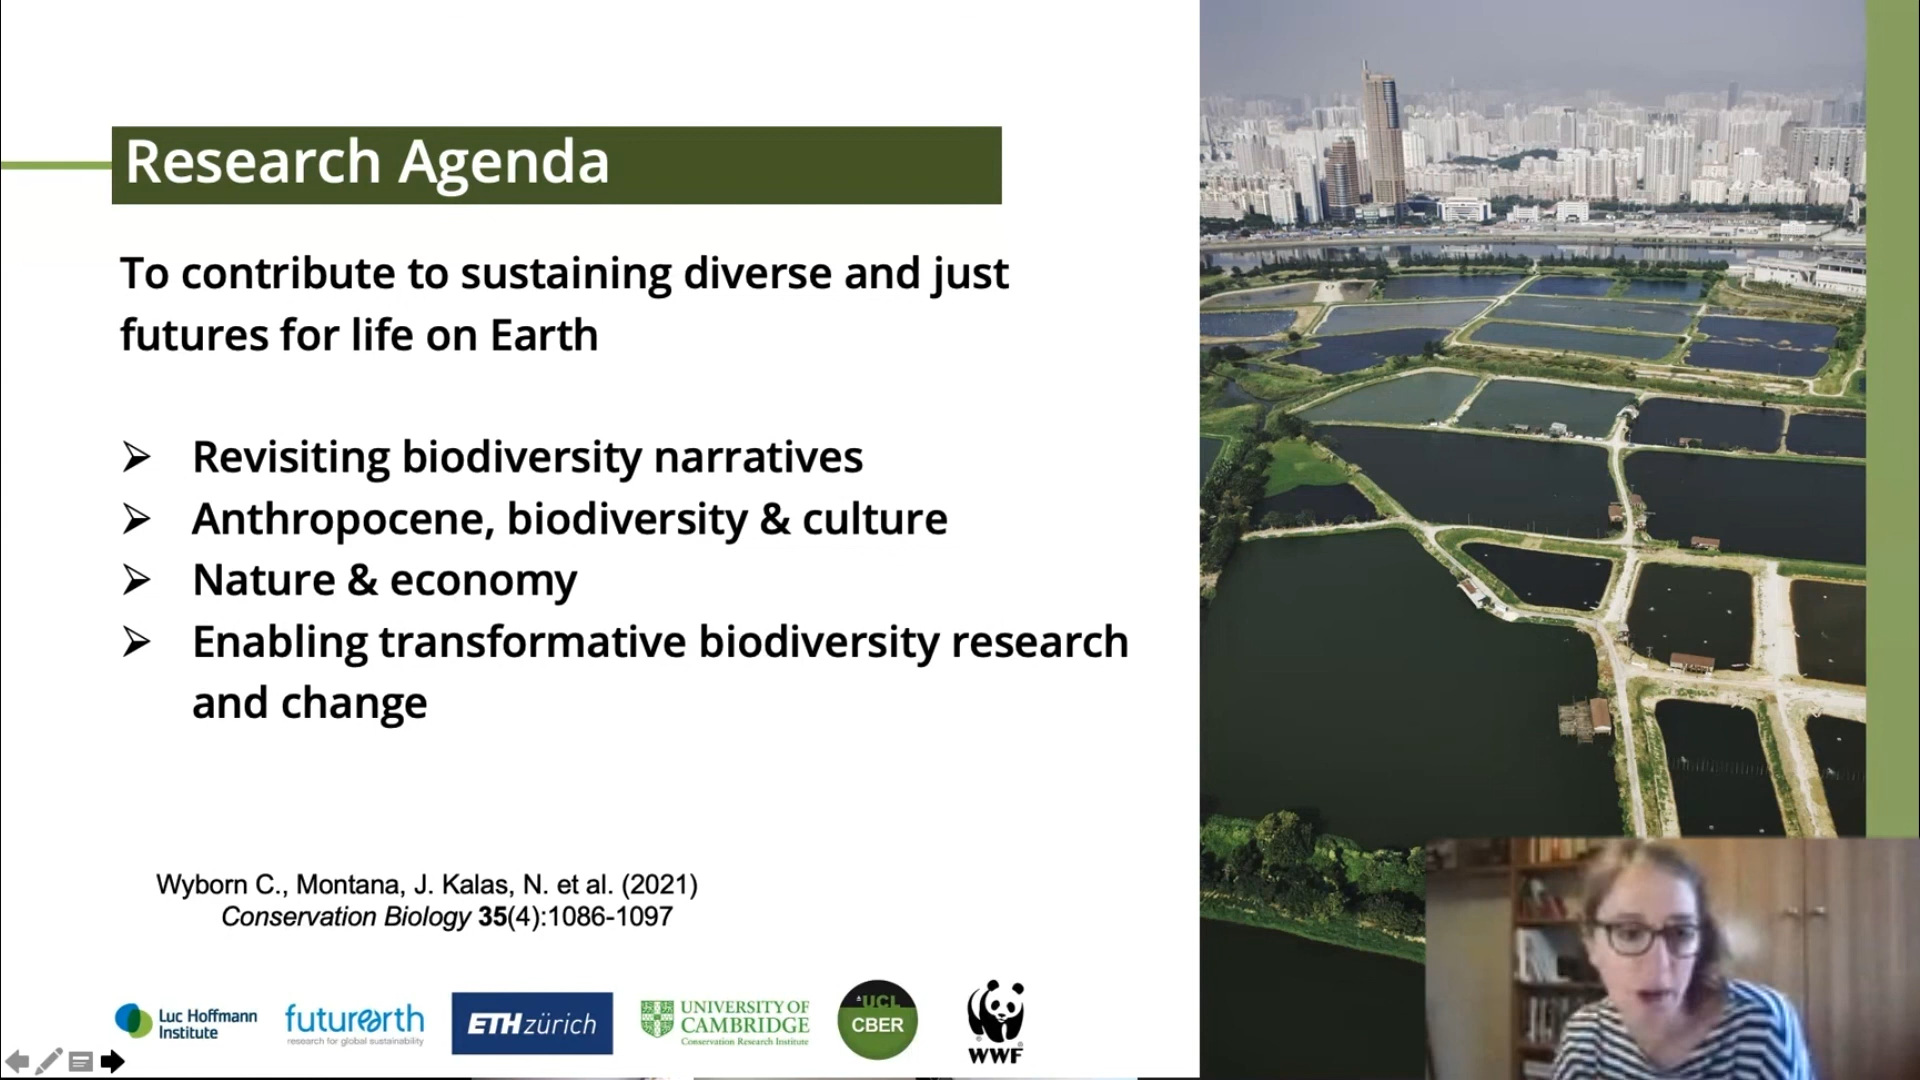 Research Agenda
To contribute to sustaining diverse and just
futures for life on Earth
➢ Revisiting biodiversity narratives
➢ Anthropocene, biodiversity & culture
➢ Nature & economy
➢ Enabling transformative biodiversity research
and change
Wyborn C., Montana, J. Kalas, N. et al. (2021)
Conservation Biology 35(4):1086-1097
Luc Hoffmann
Institute
futurearth
research for global sustainability
ETH zürich
UNIVERSITY OF
CAMBRIDGE
Conservation Research Institute
UCL
CBER
WWF